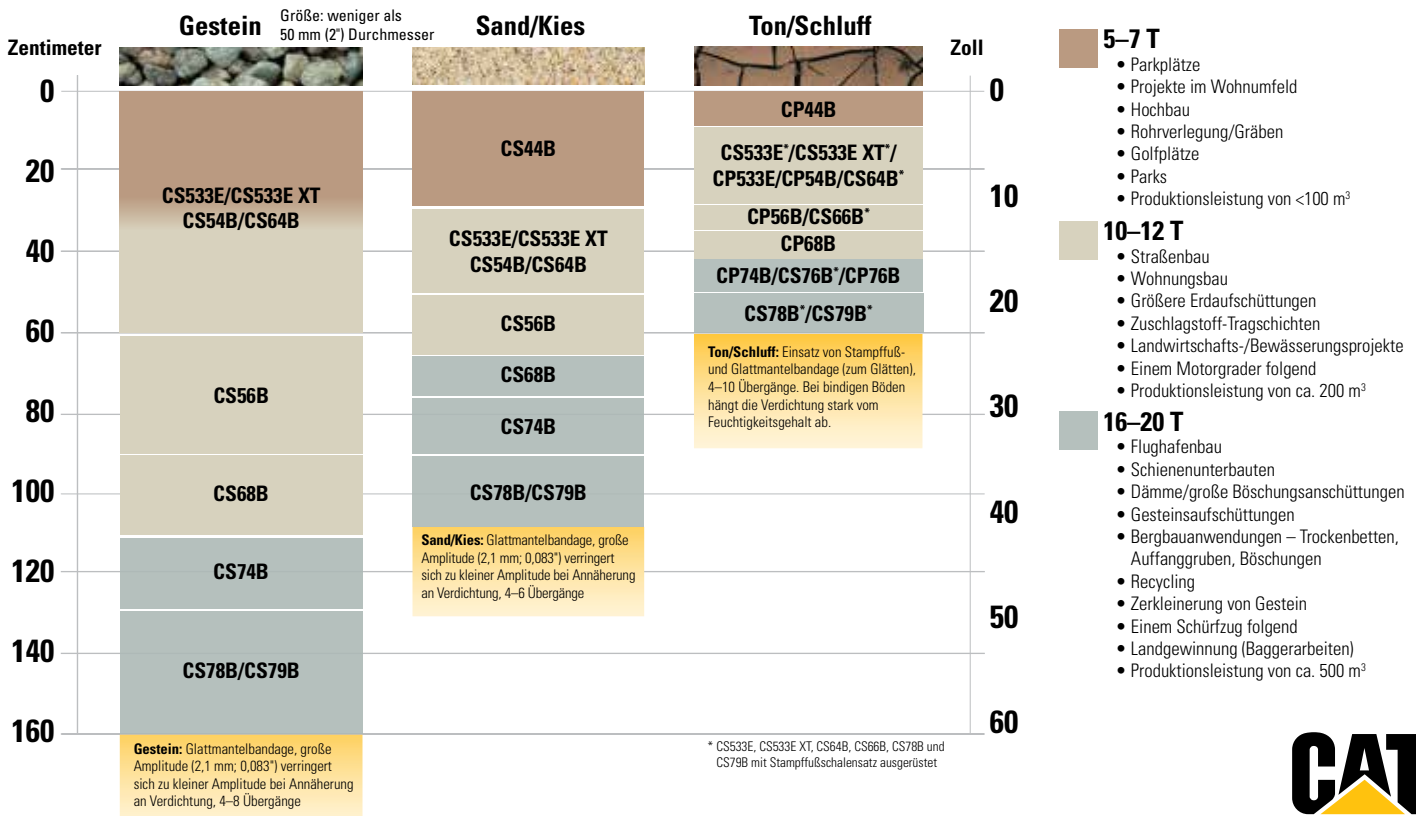 Gestein
Größe: weniger als
50 mm (2") Durchmesser
Sand/Kies
Ton/Schluff
Zentimeter
Zoll
0
20
40
60
80
100
120
140
160
CS533E/CS533E XT
CS54B/CS64B
CS56B
CS68B
CS74B
CS78B/CS79B
Gestein: Glattmantelbandage, große
Amplitude (2,1 mm; 0,083") verringert
sich zu kleiner Amplitude bei Annäherung
an Verdichtung, 4–8 Übergänge
CS44B
CS533E/CS533E XT
CS54B/CS64B
CS56B
CS68B
CS74B
CS78B/CS79B
Sand/Kies: Glattmantelbandage, große
Amplitude (2,1 mm; 0,083") verringert
sich zu kleiner Amplitude bei Annäherung
an Verdichtung, 4–6 Übergänge
CP44B
CS533E*/CS533E XT*/
CP533E/CP54B/CS64B*
CP56B/CS66B*
CP68B
CP74B/CS76B*/CP76B
CS78B*/CS79B*
Ton/Schluff: Einsatz von Stampffuß-
und Glattmantelbandage (zum Glätten),
4–10 Übergänge. Bei bindigen Böden
hängt die Verdichtung stark vom
Feuchtigkeitsgehalt ab.
0
10
20
30
40
50
60
* CS533E, CS533E XT, CS64B, CS66B, CS78B und
CS79B mit Stampffußschalensatz ausgerüstet
5–7 T
• Parkplätze
• Projekte im Wohnumfeld
• Hochbau
• Rohrverlegung/Gräben
• Golfplätze
• Parks
• Produktionsleistung von <100 m³
10–12 T
• Straßenbau
• Wohnungsbau
• Größere Erdaufschüttungen
• Zuschlagstoff-Tragschichten
• Landwirtschafts-/Bewässerungsprojekte
• Einem Motorgrader folgend
• Produktionsleistung von ca. 200 m³
16–20 T
• Flughafenbau
• Schienenunterbauten
• Dämme/große Böschungsanschüttungen
• Gesteinsaufschüttungen
• Bergbauanwendungen – Trockenbetten,
Auffanggruben, Böschungen
• Recycling
• Zerkleinerung von Gestein
• Einem Schürfzug folgend
• Landgewinnung (Baggerarbeiten)
• Produktionsleistung von ca. 500 m³
CAT